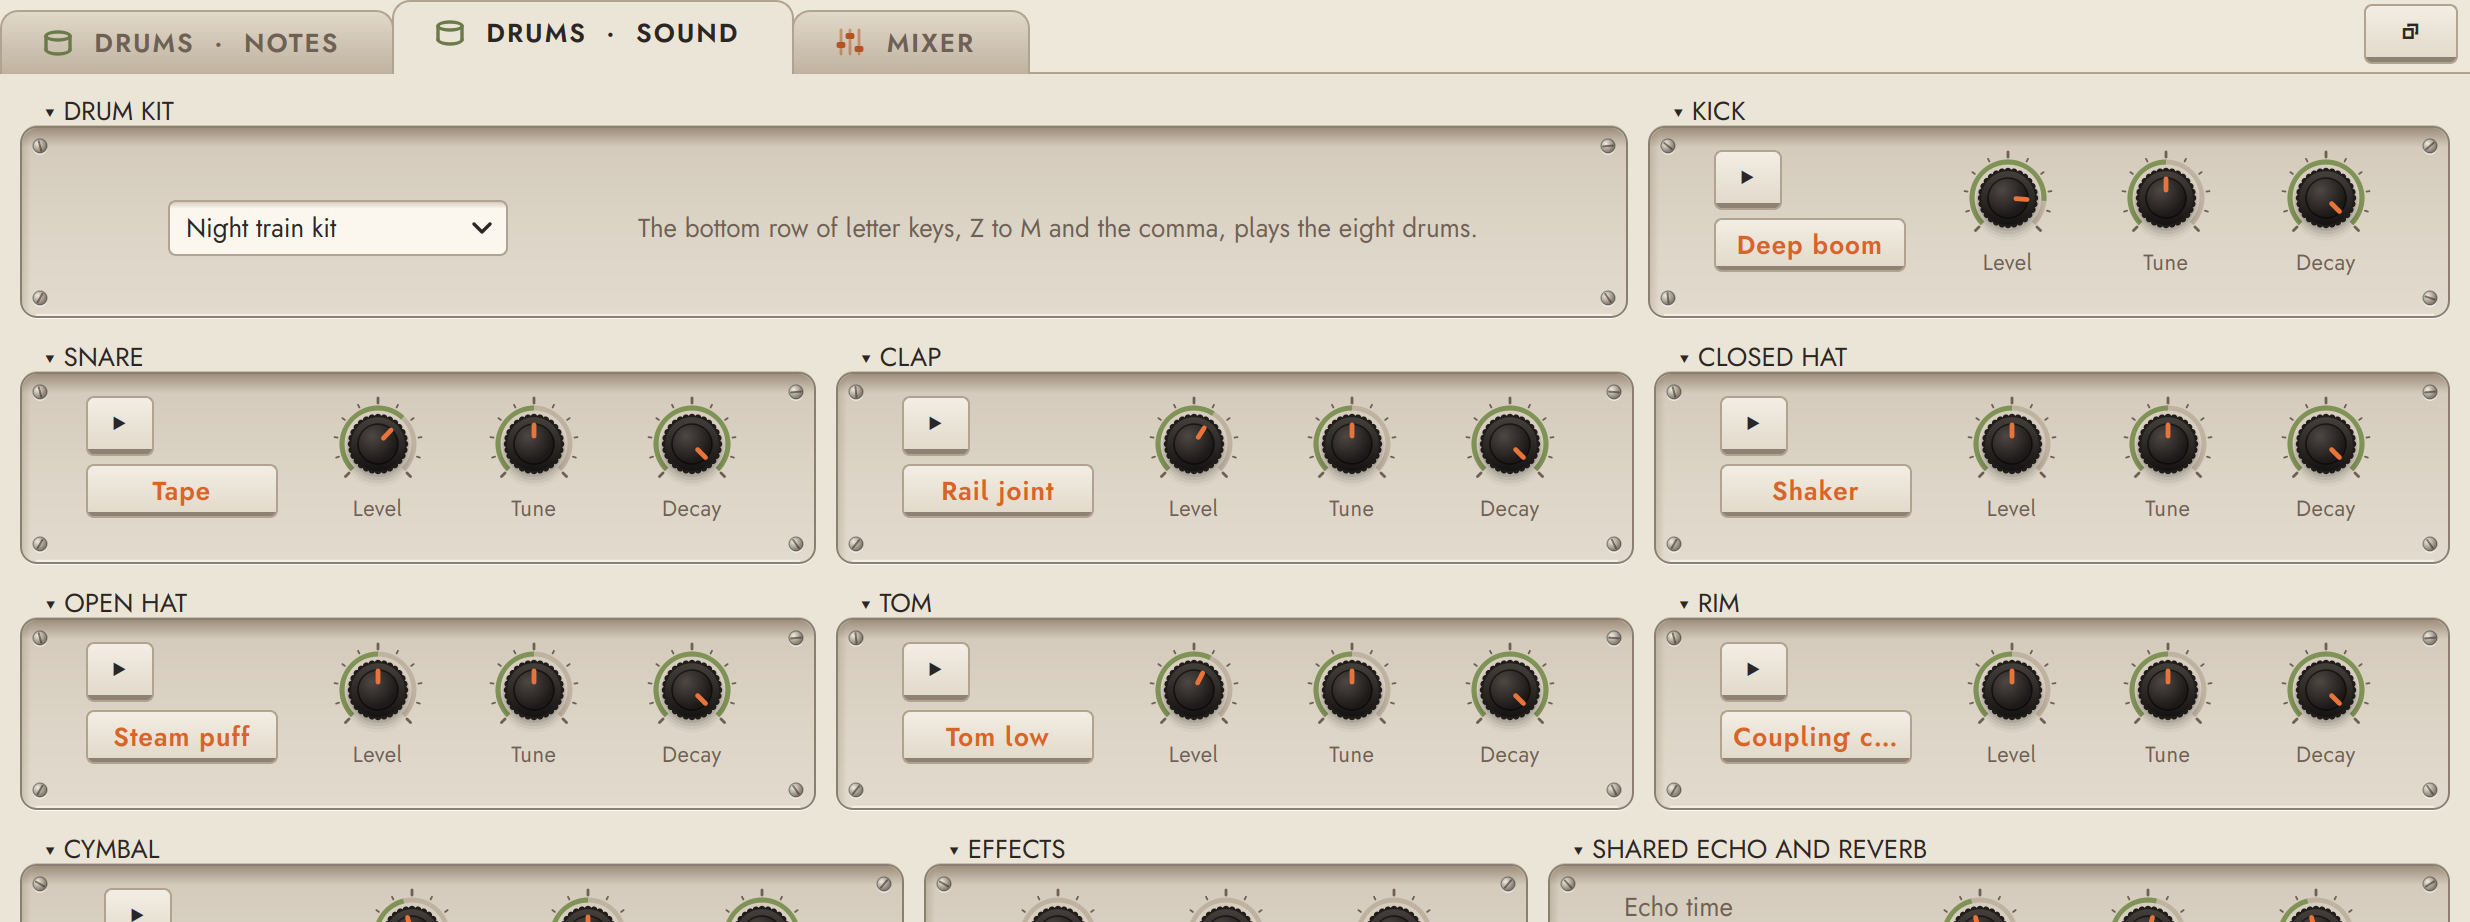 DRUMS · NOTES
DRUMS · SOUND
MIXER
DRUM KIT
Night train kit
The bottom row of letter keys, Z to M and the comma, plays the eight drums.
KICK
Deep boom
Level
Tune
Decay
SNARE
Tape
Level
Tune
Decay
CLAP
Rail joint
Level
Tune
Decay
CLOSED HAT
Shaker
Level
Tune
Decay
OPEN HAT
Steam puff
Level
Tune
Decay
TOM
Tom low
Level
Tune
Decay
RIM
Coupling c...
Level
Tune
Decay
CYMBAL
EFFECTS
SHARED ECHO AND REVERB
Echo time